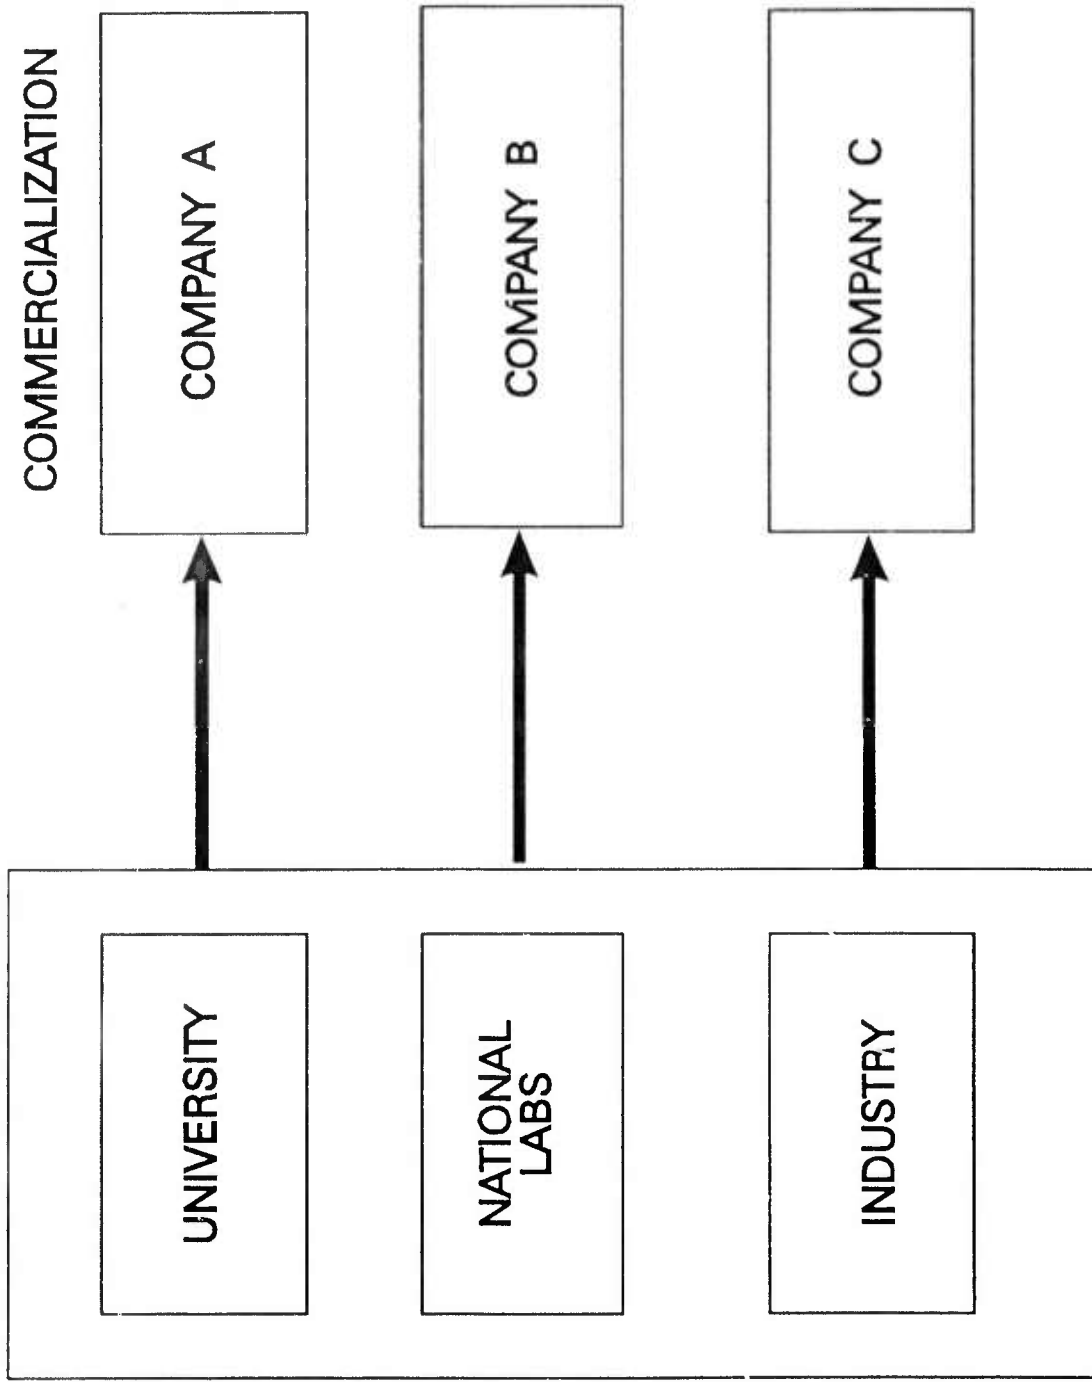 COMMERCIALIZATION
UNIVERSITY
COMPANY A
NATIONAL
LABS
COMPANY B
INDUSTRY
COMPANY C